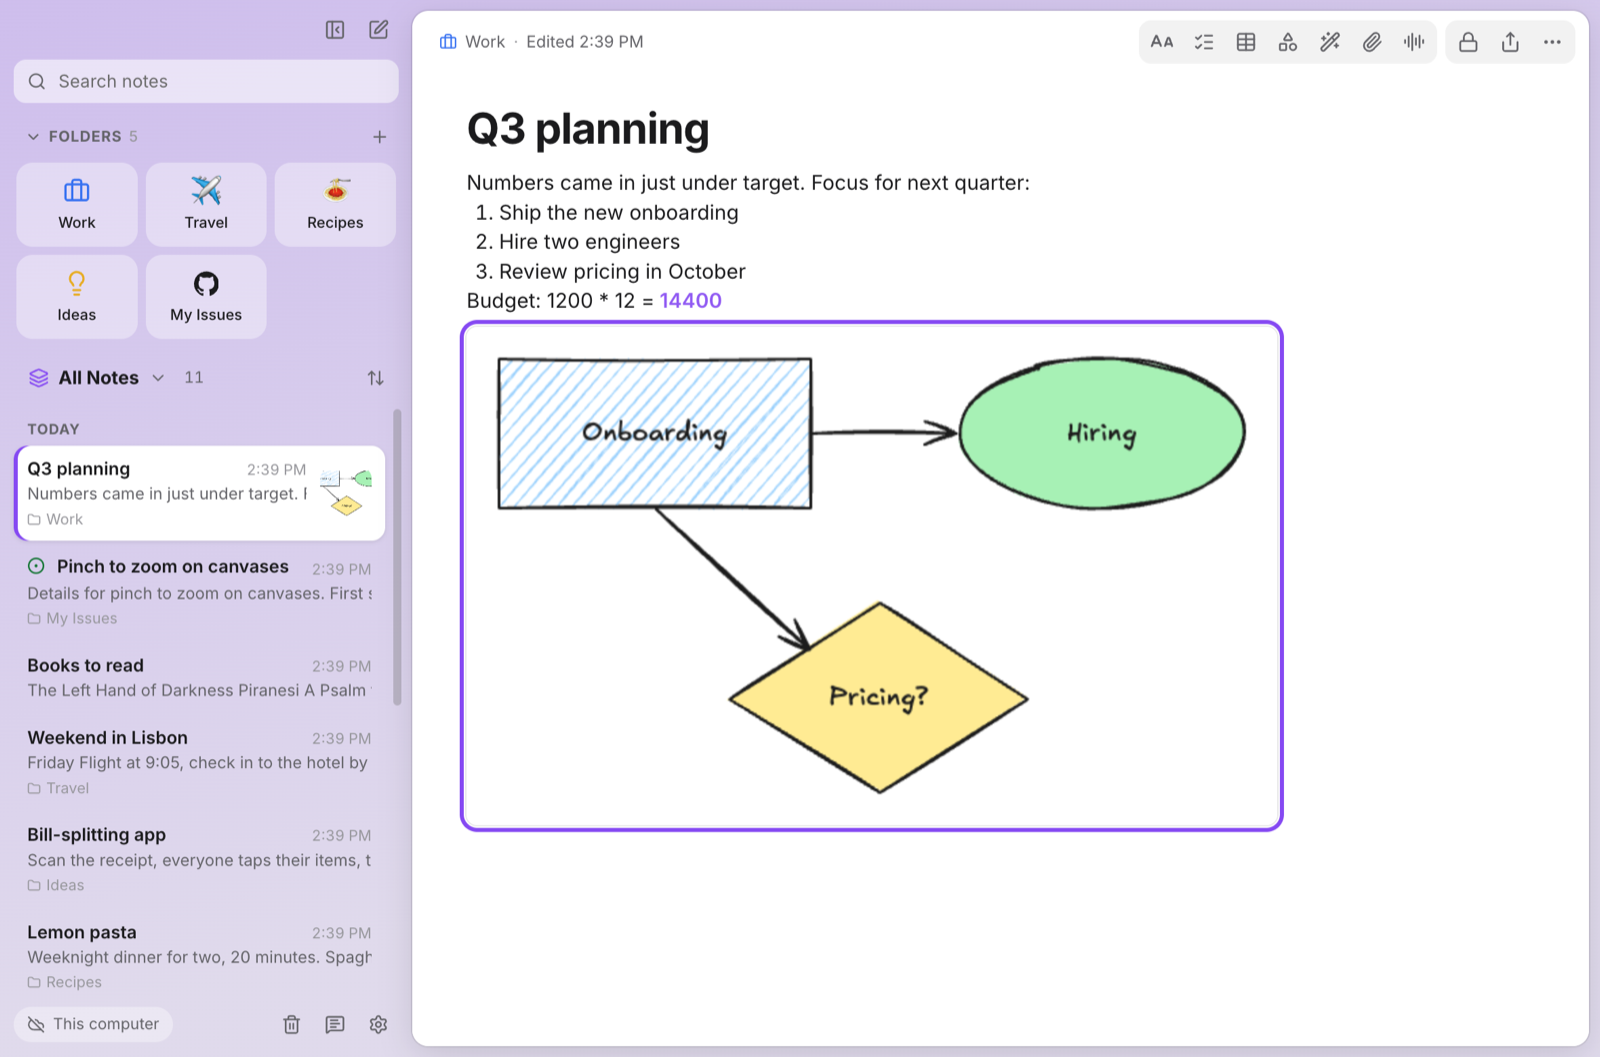 Search notes
FOLDERS 5
Work
Travel
Recipes
Ideas
My Issues
All Notes 11
TODAY
Q3 planning 2:39 PM
Numbers came in just under target.
Work
Pinch to zoom on canvases 2:39 PM
Details for pinch to zoom on canvases. First
My Issues
Books to read 2:39 PM
The Left Hand of Darkness Piranesi A Psalm
Weekend in Lisbon 2:39 PM
Friday Flight at 9:05, check in to the hotel by
Travel
Bill-splitting app 2:39 PM
Scan the receipt, everyone taps their items, t
Ideas
Lemon pasta 2:39 PM
Weeknight dinner for two, 20 minutes. Spagh
Recipes
This computer
Work · Edited 2:39 PM
AA
Q3 planning
Numbers came in just under target. Focus for next quarter:
1. Ship the new onboarding
2. Hire two engineers
3. Review pricing in October
Budget: 1200 * 12 = 14400
Onboarding
Hiring
Pricing?